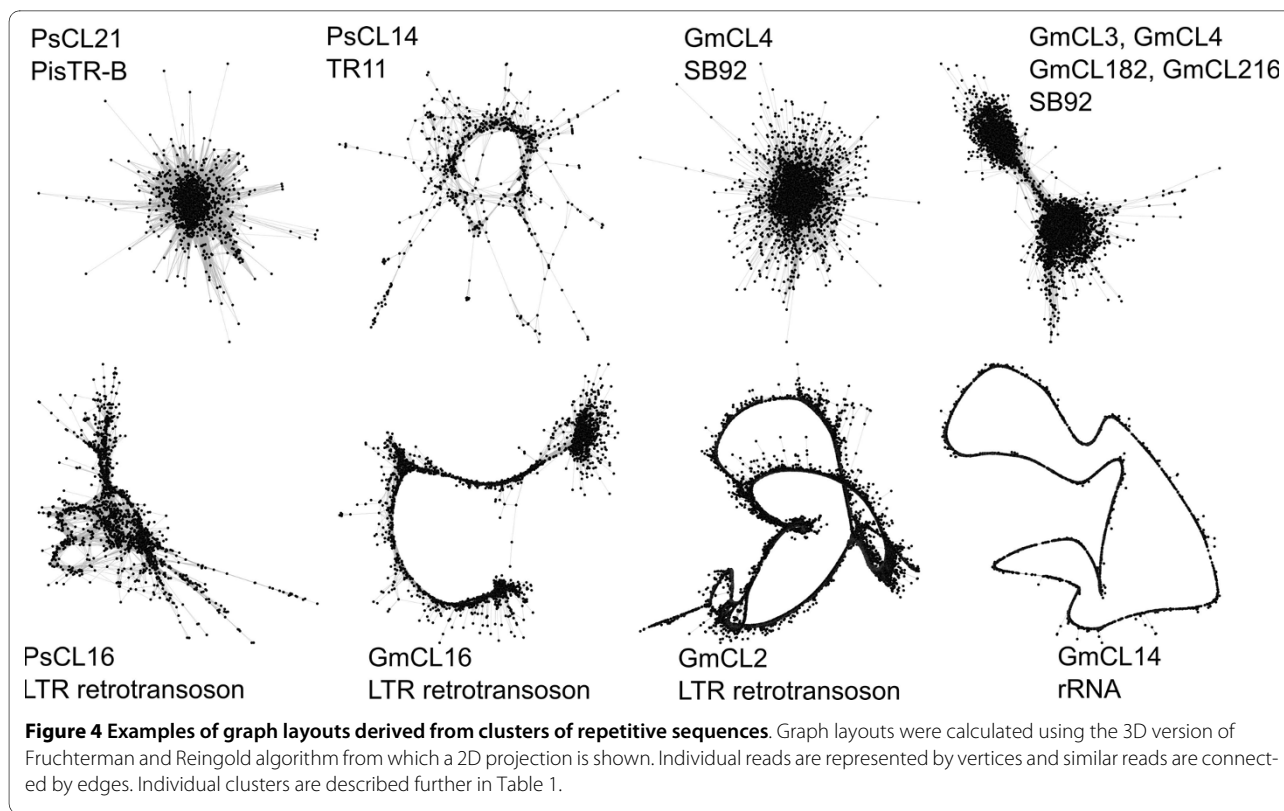 PsCL21
PisTR-B
PsCL14
TR11
GmCL4
SB92
GmCL3, GmCL4
GmCL182, GmCL216
SB92
PsCL16
LTR retrotransoson
GmCL16
LTR retrotransoson
GmCL2
LTR retrotransoson
GmCL14
rRNA
Figure 4 Examples of graph layouts derived from clusters of repetitive sequences. Graph layouts were calculated using the 3D version of
Fruchterman and Reingold algorithm from which a 2D projection is shown. Individual reads are represented by vertices and similar reads are connect-
ed by edges. Individual clusters are described further in Table 1.